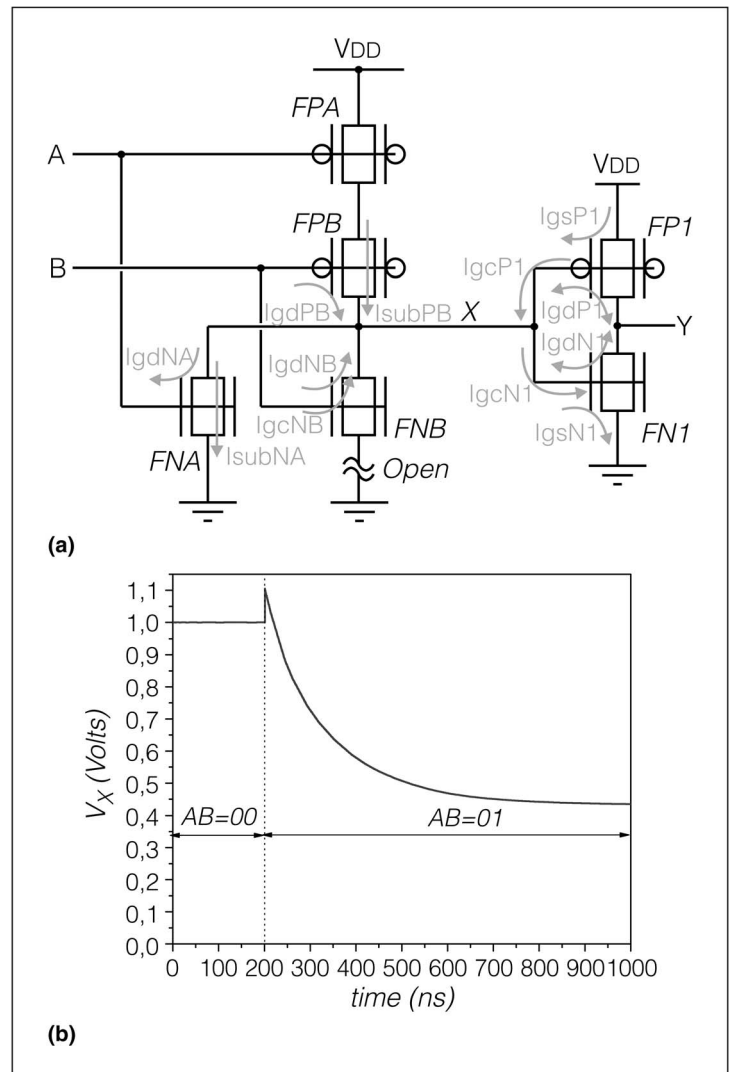 VDD
FPA
A
VDD
FPB
IgsP1
FP1
B
IgcP1
IgdPB
IsubPB
X
IgdP1
Y
IgdNA
IgdNB
IgdN1
IgcNB
IgcN1
FNA
IsubNA
FNB
IgsN1
FN1
Open
(a)
1,1
1,0
0,9
0,8
0,7
0,6
0,5
0,4
0,3
0,2
0,1
0,0
VX (Volts)
AB=00
AB=01
0 100 200 300 400 500 600 700 800 900 1000
time (ns)
(b)